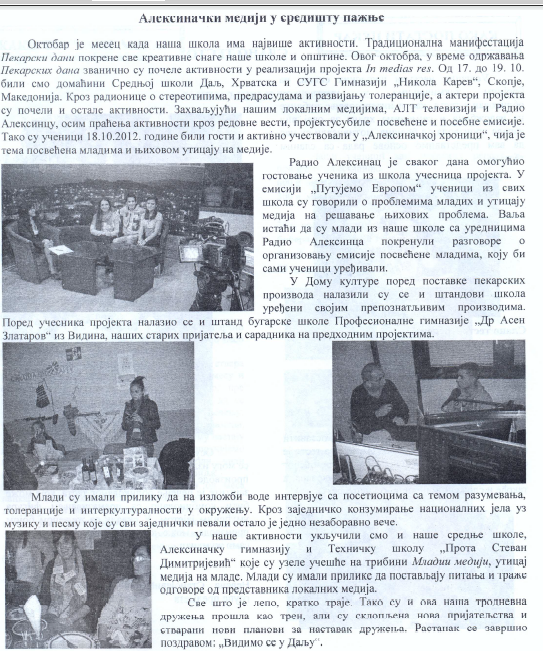 Алексиначки медији у средишту пажње
Октобар је месец када наша школа има највише активности. Традиционална манифестација
Пекарски дани покрене све креативне снаге наше школе и општине. Овог октобра, у време одржавања
Пекарских дана званично су почеле активности у реализацији пројекта In medias res. Од 17. до 19. 10.
били смо домаћини Средњој школи Даљ, Хрватска и СУГС Гимназији „Никола Карев“, Скопје,
Македонија. Кроз радионице о стереотипима, предрасудама и развијању толеранције, а актери пројекта
су почели и остале активности. Захваљујући нашим локалним медијима, АЛТ телевизији и Радио
Алексинцу, осим праћења активности кроз редовне вести, пројектусубиле посвећене и посебне емисије.
Тако су ученици 18.10.2012. године били гости и активно учествовали у „Алексиначкој хроници“, чија је
тема посвећена младима и њиховом утицају на медије.
Радио Алексинац је сваког дана омогућио
гостовање ученика из школа учесница пројекта. У
емисији „Путујемо Европом“ ученици из свих
школа су говорили о проблемима младих и утицају
медија на решавање њихових проблема. Ваља
истаћи да су млади из наше школе са уредницима
Радио Алексинца покренули разговоре о
организовању емисије посвећене младима, коју би
сами ученици уређивали.
У Дому културе поред поставке пекарских
производа налазили су се и штандови школа
уређени својим препознатљивим производима.
Поред учесника пројекта налазио се и штанд бугарске школе Професионалне гимназије „Др Асен
Златаров“ из Видина, наших старих пријатеља и сарадника на предходним пројектима.
Млади су имали прилику да на изложби воде интервјуе са посетиоцима са темом разумевања,
толеранције и интеркултуралности у окружењу. Кроз заједничко конзумирање националних јела уз
музику и песму које су сви заједнички певали остало је једно незаборавно вече.
У наше активности укључили смо и наше средње школе,
Алексиначку гимназију и Техничку школу „Прота Стеван
Димитријевић“ које су узеле учешће на трибини Младии медији, утицај
медија на младе. Млади су имали прилике да постављају питања и траже
одговоре од представника локалних медија.
Све што је лепо, кратко траје. Тако су и ова наша тродневна
дружења прошла као трен, али су склопљена нова пријатељства и
стварани нови планови за наставак дружења. Растанак се завршио
поздравом: „Видимо се у Даљу“.